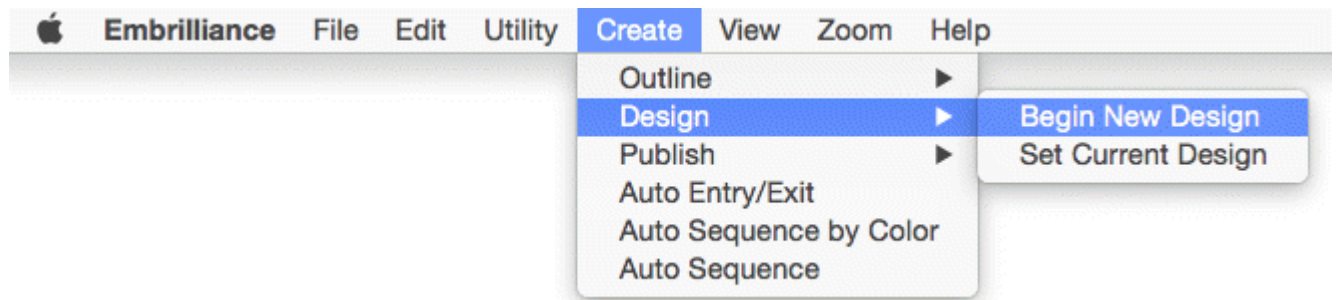 Embrilliance File Edit Utility Create View Zoom Help
Outline
Design
Begin New Design
Publish
Set Current Design
Auto Entry/Exit
Auto Sequence by Color
Auto Sequence